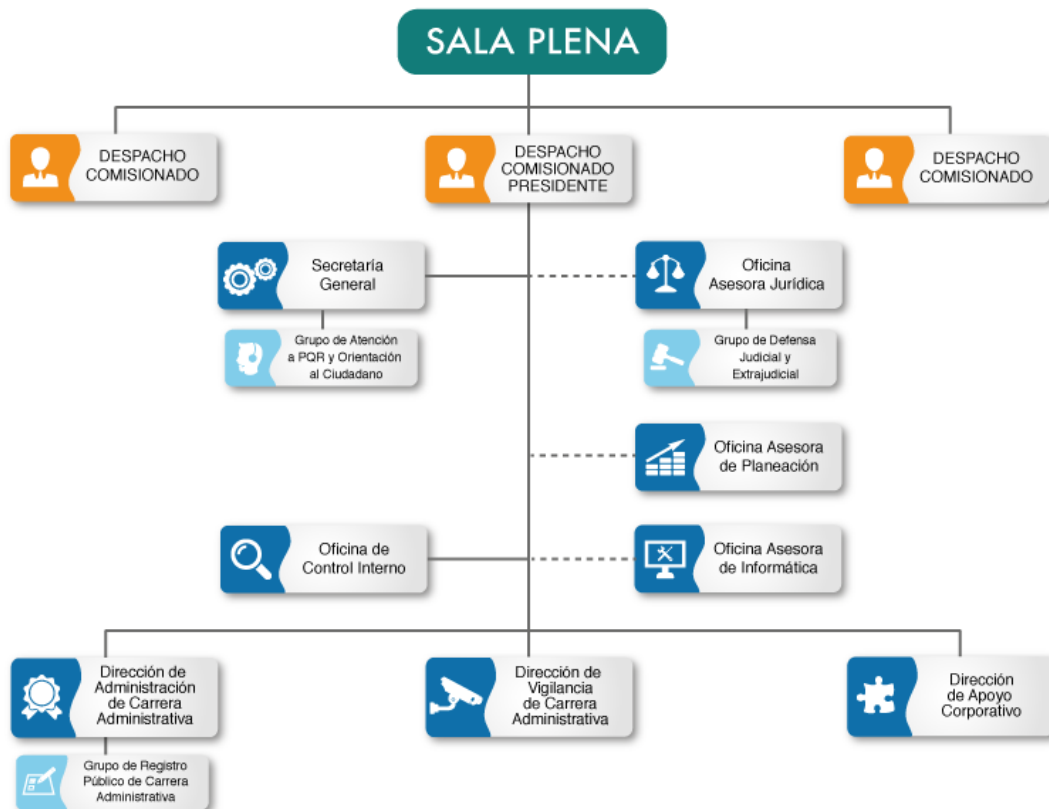 SALA PLENA
DESPACHO
COMISIONADO
DESPACHO
COMISIONADO
PRESIDENTE
DESPACHO
COMISIONADO
Secretaría
General
Oficina
Asesora Jurídica
Grupo de Atención
a PQR y Orientación
al Ciudadano
Grupo de Defensa
Judicial y
Extrajudicial
Oficina Asesora
de Planeación
Oficina de
Control Interno
Oficina Asesora
de Informática
Dirección de
Administración
de Carrera
Administrativa
Dirección de
Vigilancia
de Carrera
Administrativa
Dirección
de Apoyo
Corporativo
Grupo de Registro
Público de Carrera
Administrativa